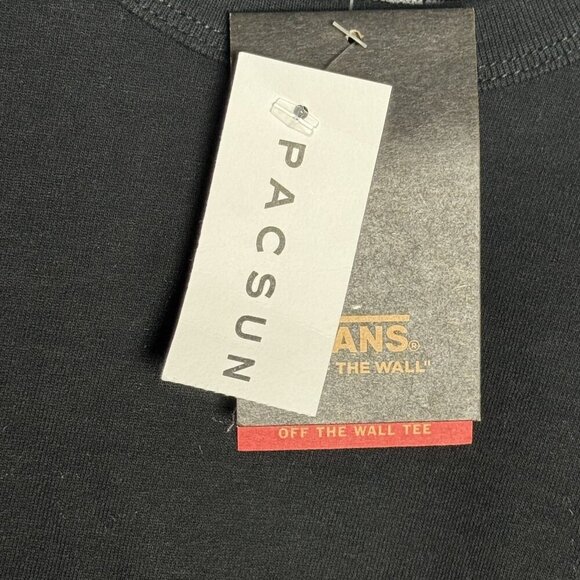 PACSUN
ANS®
THE WALL"
OFF THE WALL TEE